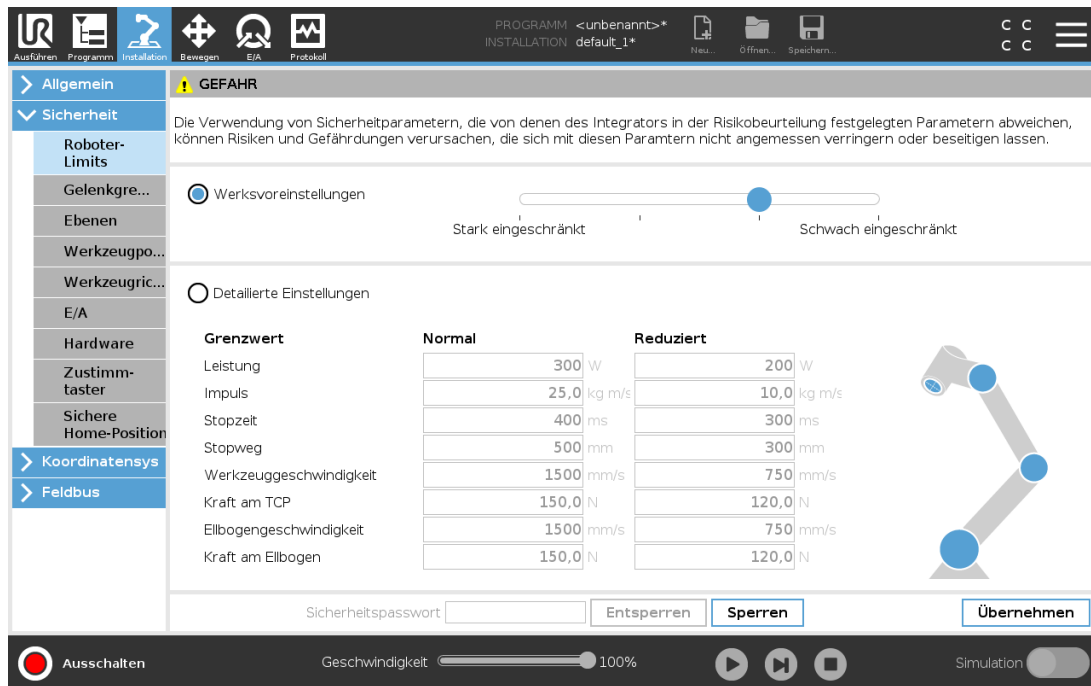 PROGRAMM <unbenannt>*
INSTALLATION default_1*
UR
Ausführen Programm Installation Bewegen E/A Protokoll
Neu... Öffnen... Speichern...
C C
C C
Allgemein
Sicherheit
Roboter-
Limits
Gelenkgre...
Ebenen
Werkzeugpo...
Werkzeugric...
E/A
Hardware
Zustimm-
taster
Sichere
Home-Position
Koordinatensys
Feldbus
GEFAHR
Die Verwendung von Sicherheitparametern, die von denen des Integrators in der Risikobeurteilung festgelegten Parametern abweichen,
können Risiken und Gefährdungen verursachen, die sich mit diesen Paramtern nicht angemessen verringern oder beseitigen lassen.
Werksvoreinstellungen
Stark eingeschränkt Schwach eingeschränkt
Detailierte Einstellungen
Grenzwert Normal Reduziert
Leistung 300 W 200 W
Impuls 25,0 kg m/s 10,0 kg m/s
Stopzeit 400 ms 300 ms
Stopweg 500 mm 300 mm
Werkzeuggeschwindigkeit 1500 mm/s 750 mm/s
Kraft am TCP 150,0 N 120,0 N
Ellbogengeschwindigkeit 1500 mm/s 750 mm/s
Kraft am Ellbogen 150,0 N 120,0 N
Sicherheitspasswort Entsperren Sperren Übernehmen
Ausschalten Geschwindigkeit 100% Simulation